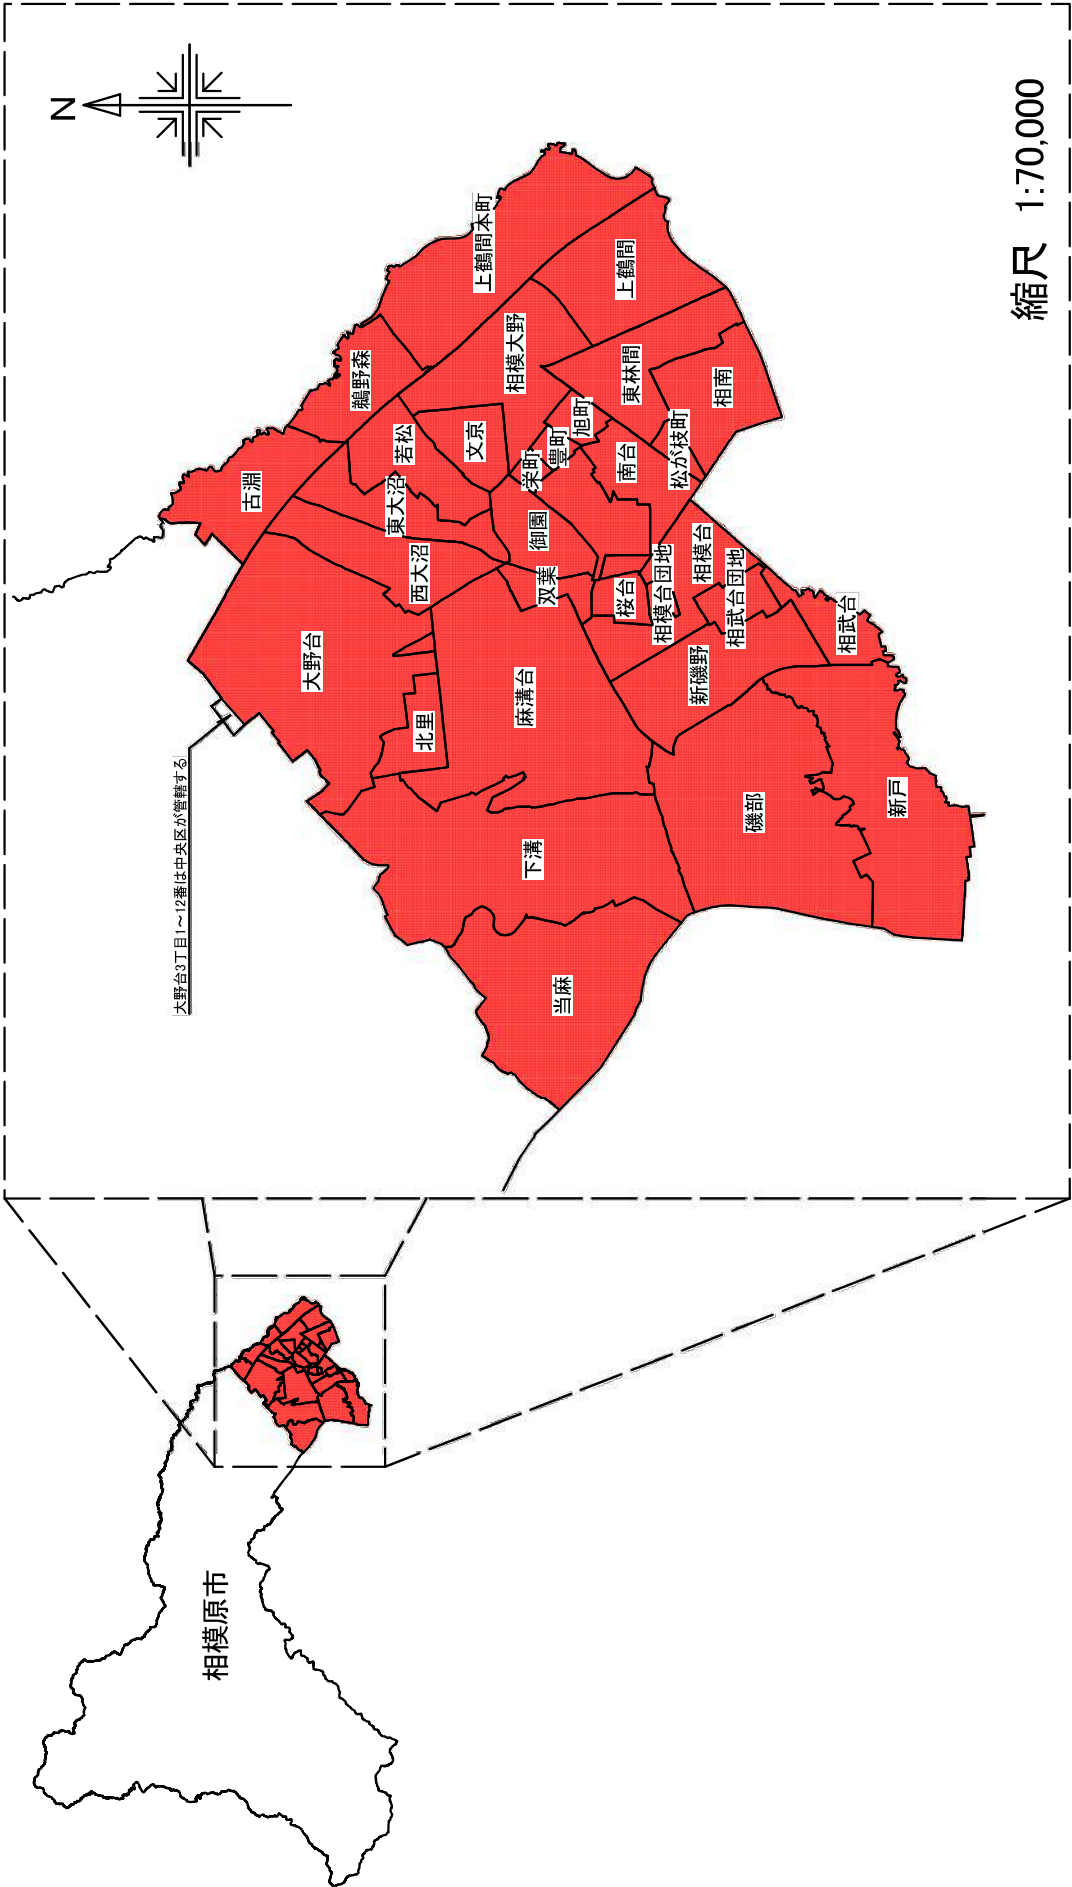 N
縮尺 1:70,000
大野台3丁目1～12番は中央区が管轄する
古淵
鵜野森
上鶴間本町
大野台
西大沼
東大沼
若松
文京
相模大野
上鶴間
北里
麻溝台
双葉
御園
栄町
豊町
旭町
東林間
相南
下溝
桜台
南台
松が枝町
相模台団地
相模台
当麻
新磯野
相武台団地
磯部
相武台
新戸
相模原市